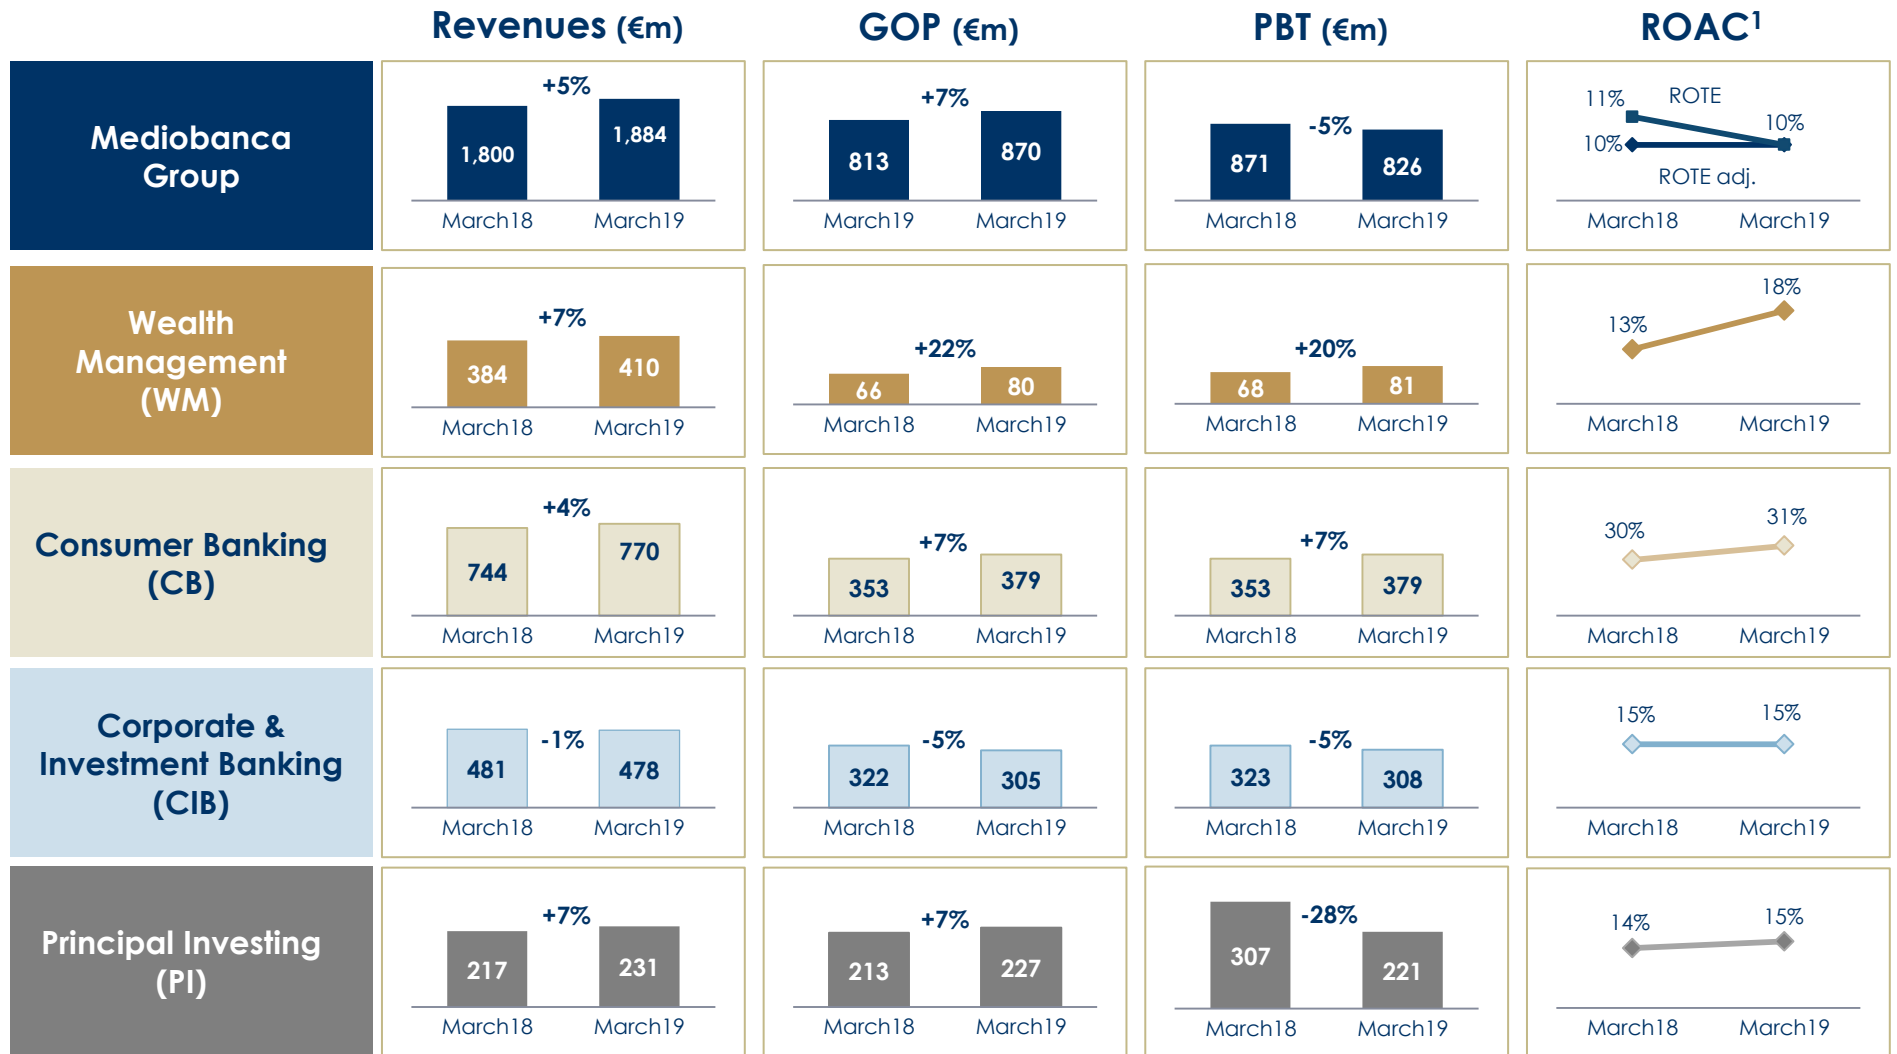 Revenues (€m)
GOP (€m)
PBT (€m)
ROAC¹
Mediobanca
Group
+5%
1,800
1,884
March18
March19
+7%
813
870
March19
March19
-5%
871
826
March18
March19
11%
ROTE
10%
10%
ROTE adj.
March18
March19
Wealth
Management
(WM)
+7%
384
410
March18
March19
+22%
66
80
March18
March19
+20%
68
81
March18
March19
18%
13%
March18
March19
Consumer Banking
(CB)
+4%
744
770
March18
March19
+7%
353
379
March18
March19
+7%
353
379
March18
March19
30%
31%
March18
March19
Corporate &
Investment Banking
(CIB)
-1%
481
478
March18
March19
-5%
322
305
March18
March19
-5%
323
308
March18
March19
15%
15%
March18
March19
Principal Investing
(PI)
+7%
217
231
March18
March19
+7%
213
227
March18
March19
-28%
307
221
March18
March19
14%
15%
March18
March19